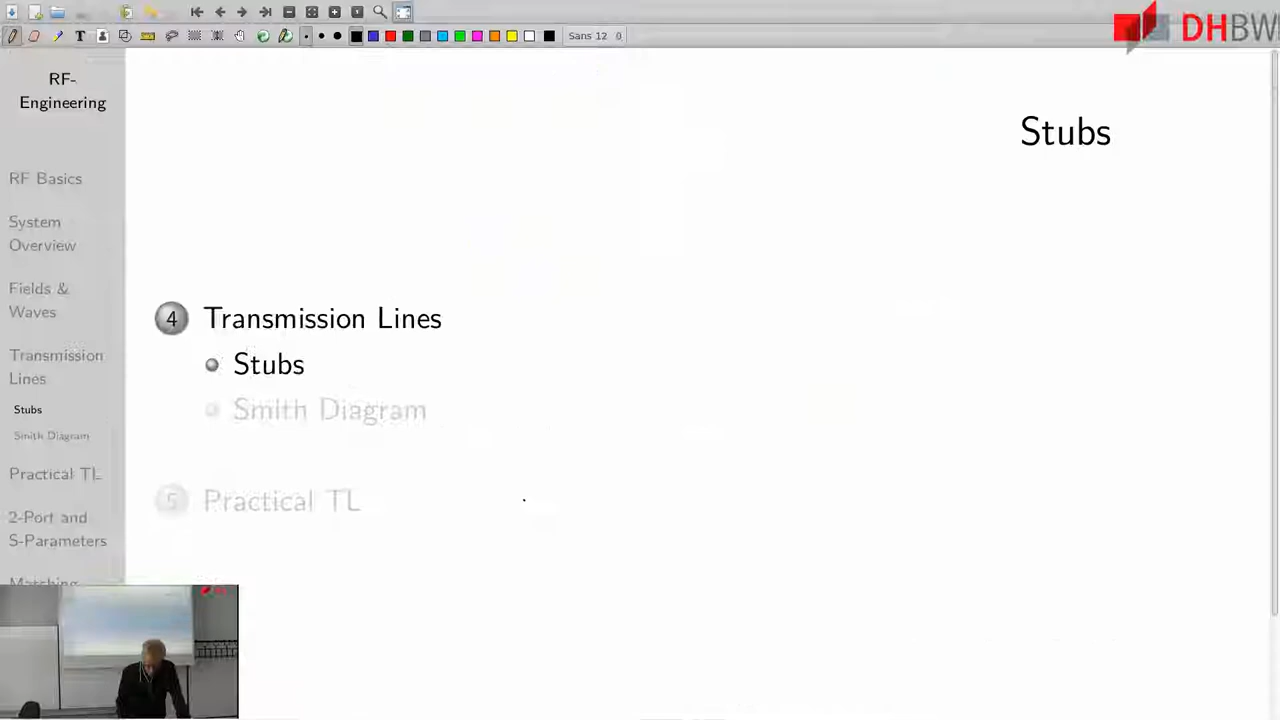 Sans 12
DHBW
RF-
Engineering
RF Basics
System
Overview
Fields &
Waves
Transmission
Lines
Stubs
Smith Diagram
Practical TL
2-Port and
S-Parameters
Matching
Stubs
4 Transmission Lines
Stubs
Smith Diagram
5 Practical TL